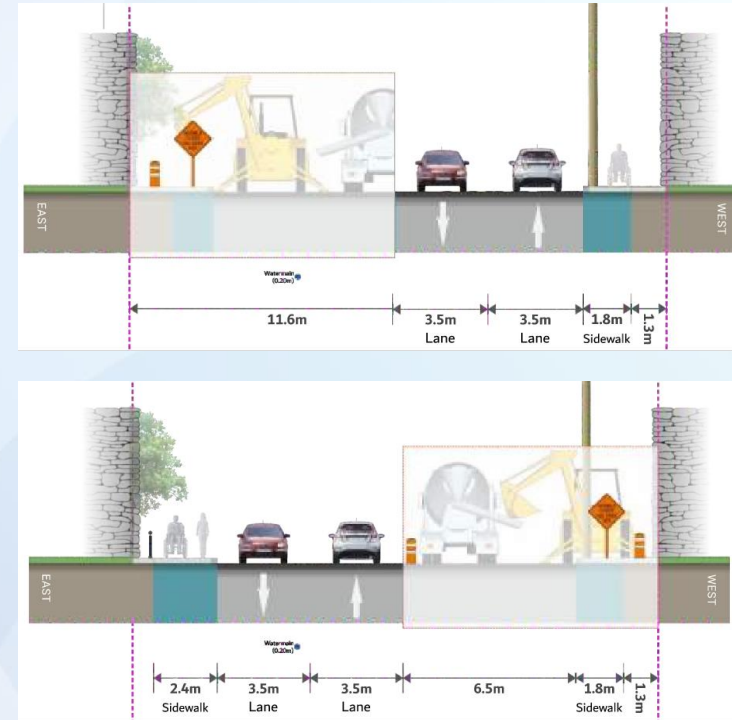 EAST
WEST
Watermain
(0.20m)
11.6m
3.5m
3.5m
1.8m
1.3m
Lane
Lane
Sidewalk
EAST
WEST
Watermain
(0.20m)
2.4m
3.5m
3.5m
6.5m
1.8m
1.3m
Sidewalk
Lane
Lane
Sidewalk